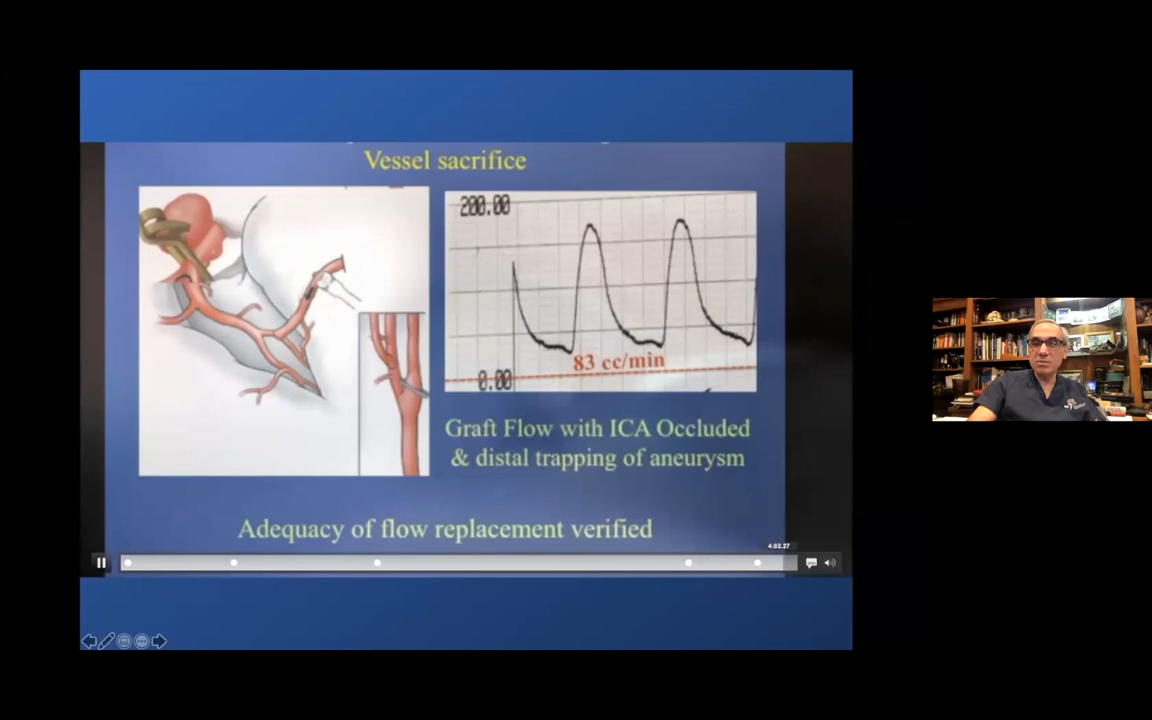 Vessel sacrifice
200.00
83 cc/min
0.00
Graft Flow with ICA Occluded
& distal trapping of aneurysm
Adequacy of flow replacement verified
4:02.27